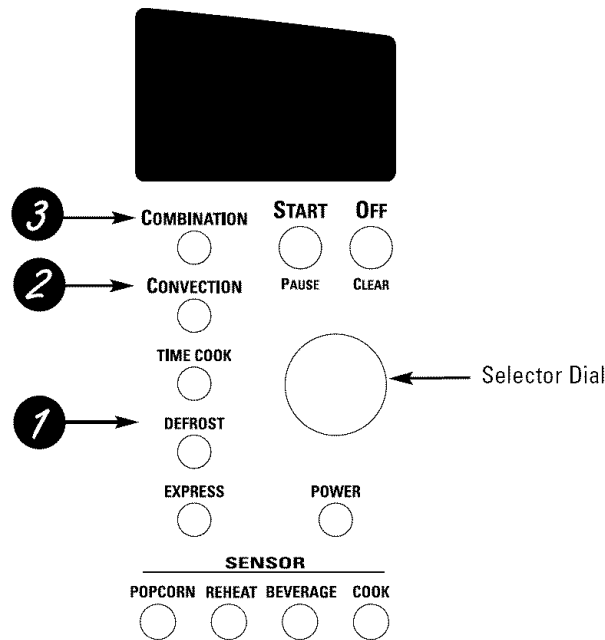 3 COMBINATION START OFF
2 CONVECTION PAUSE CLEAR
TIME COOK
Selector Dial
1 DEFROST
EXPRESS POWER
SENSOR
POPCORN REHEAT BEVERAGE COOK